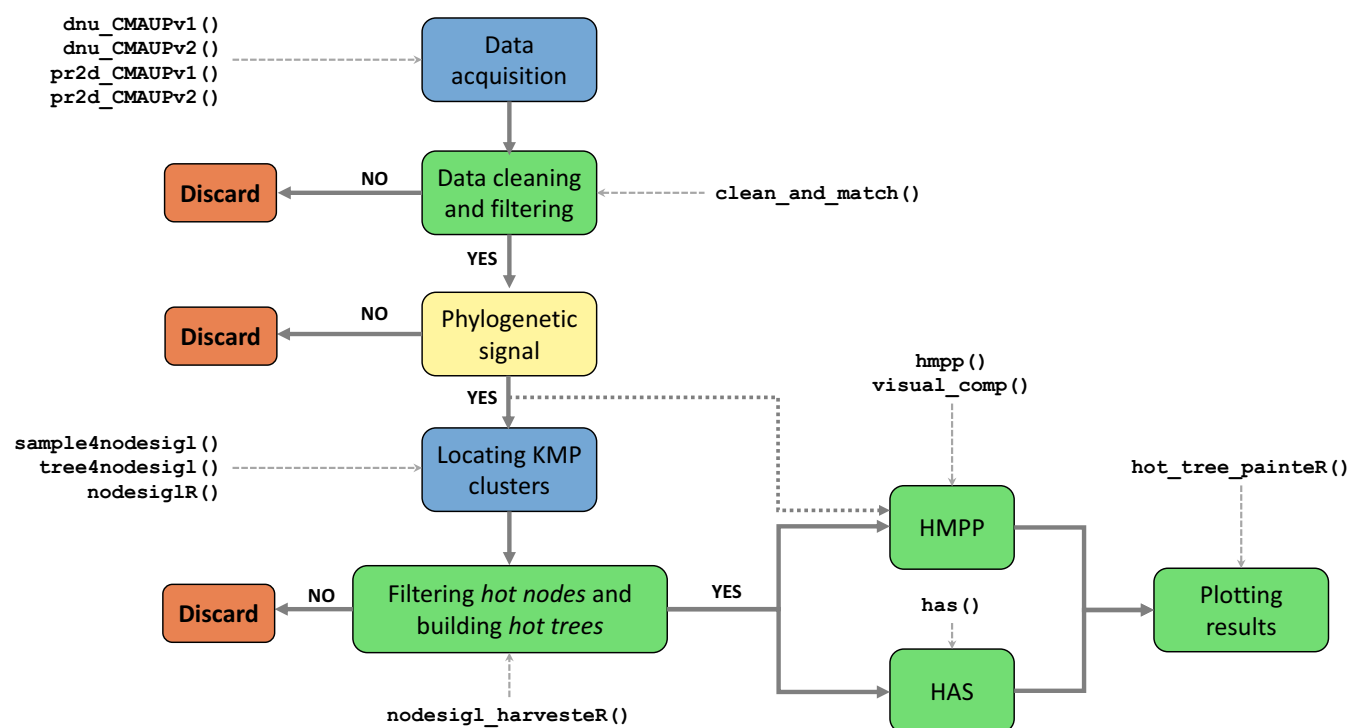 dnu_CMAUPv1()
dnu_CMAUPv2()
pr2d_CMAUPv1()
pr2d_CMAUPv2()
Data
acquisition
Discard
NO
Data cleaning
and filtering
clean_and_match()
YES
Discard
NO
Phylogenetic
signal
YES
hmpp()
visual_comp()
sample4nodesigl()
tree4nodesigl()
nodesiglR()
Locating KMP
clusters
hot_tree_painteR()
HMPP
Discard
NO
Filtering hot nodes and
building hot trees
YES
has()
Plotting
results
HAS
nodesigl_harvesteR()